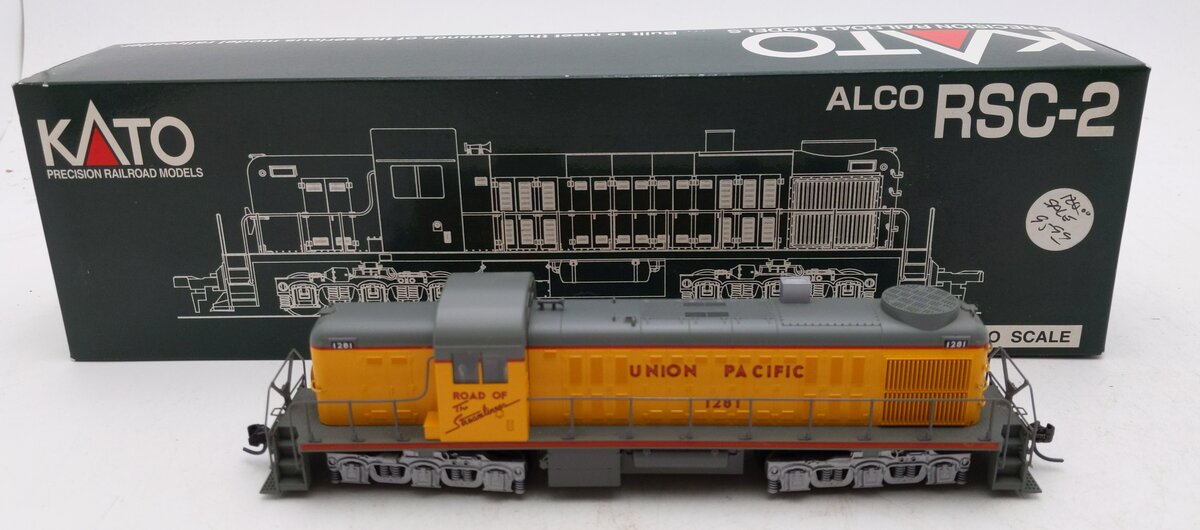 Built to meet the demands of the serious model railroader....
KATO
PRECISION RAILROAD MODELS
KATO
PRECISION RAILROAD MODELS
ALCO RSC-2
SALE
O SCALE
1281
1281
UNION PACIFIC
1281
ROAD OF
The
Streamliners